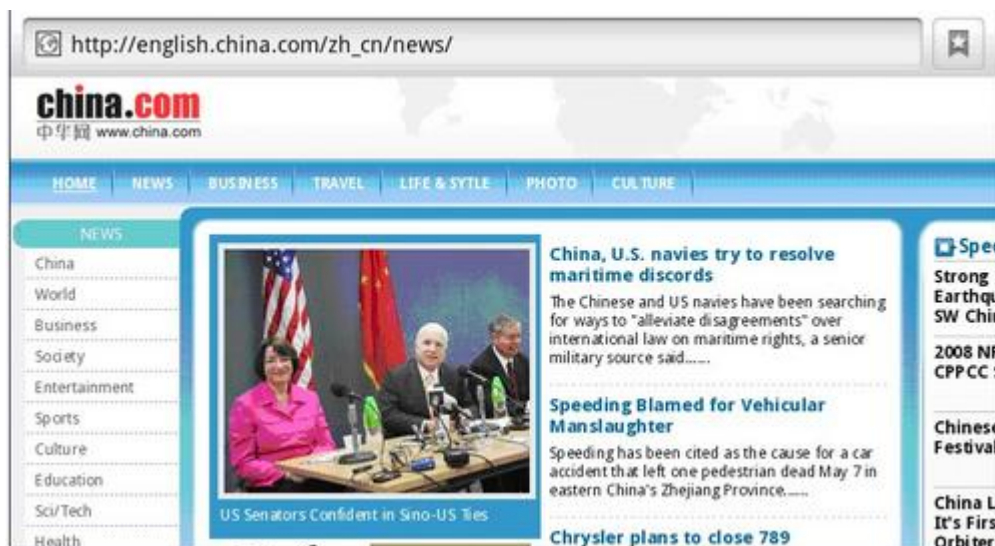 http://english.china.com/zh_cn/news/
china.com
中华网 www.china.com
HOME NEWS BUSINESS TRAVEL LIFE & SYTLE PHOTO CULTURE
NEWS
China
World
Business
Society
Entertainment
Sports
Culture
Education
Sci/Tech
Health
US Senators Confident in Sino-US Ties
China, U.S. navies try to resolve
maritime discords
The Chinese and US navies have been searching
for ways to "alleviate disagreements" over
international law on maritime rights, a senior
military source said......
Speeding Blamed for Vehicular
Manslaughter
Speeding has been cited as the cause for a car
accident that left one pedestrian dead May 7 in
eastern China's Zhejiang Province......
Chrysler plans to close 789
Strong
2008
CPPCC
China L
It's Firs
Orbiter